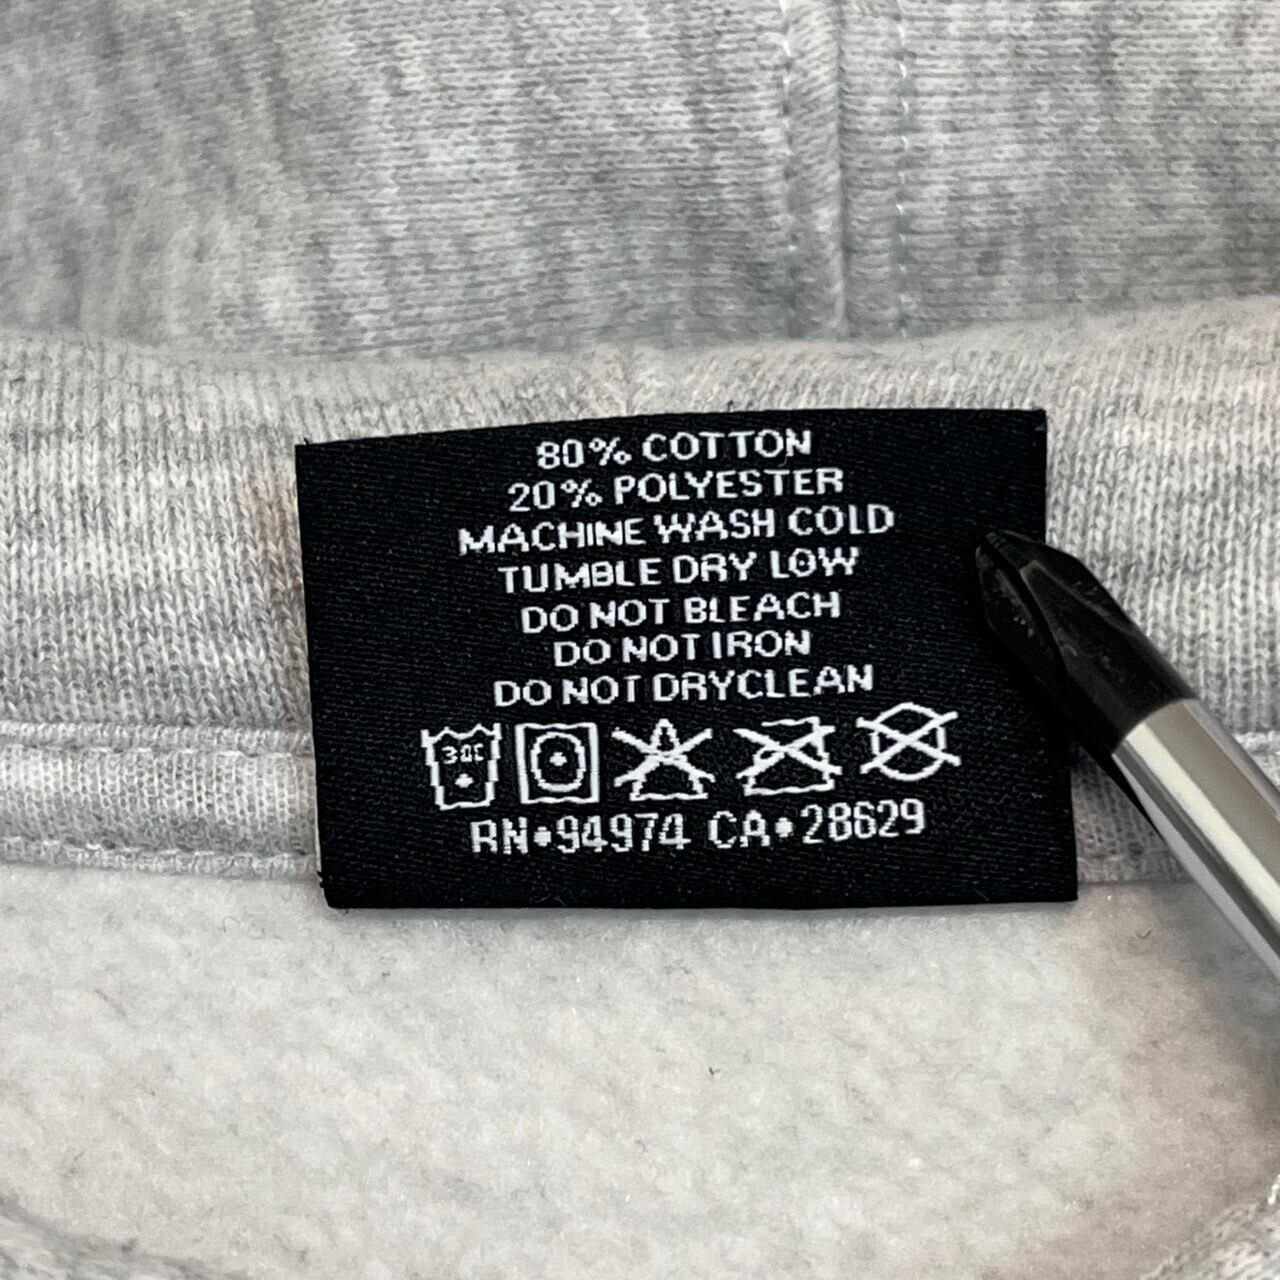 80% COTTON
20% POLYESTER
MACHINE WASH COLD
TUMBLE DRY LOW
DO NOT BLEACH
DO NOT IRON
DO NOT DRYCLEAN
30C
RN•94974 CA•28629